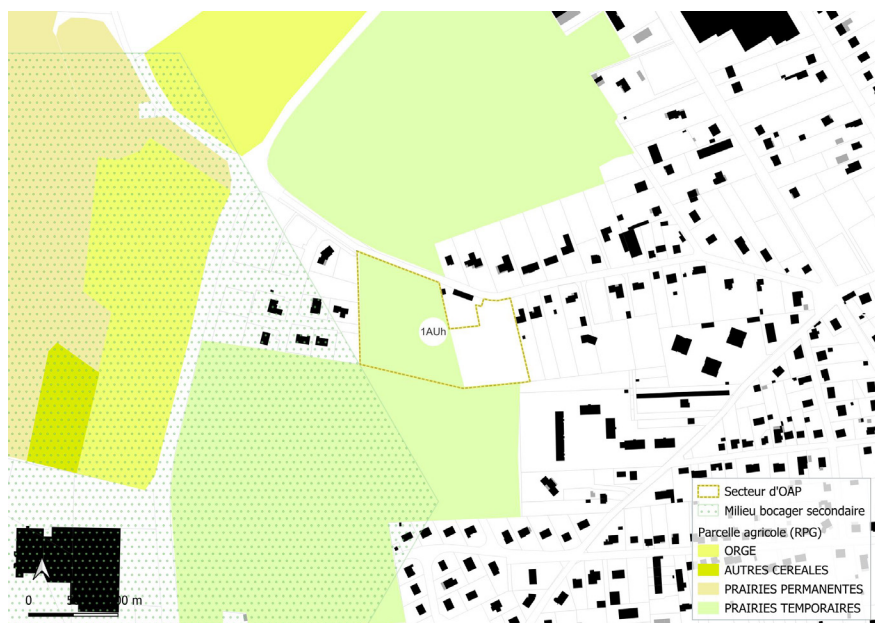 1AUh
Secteur d'OAP
Milieu bocager secondaire
Parcelle agricole (RPG)
ORGE
AUTRES CEREALES
PRAIRIES PERMANENTES
PRAIRIES TEMPORAIRES
0
m